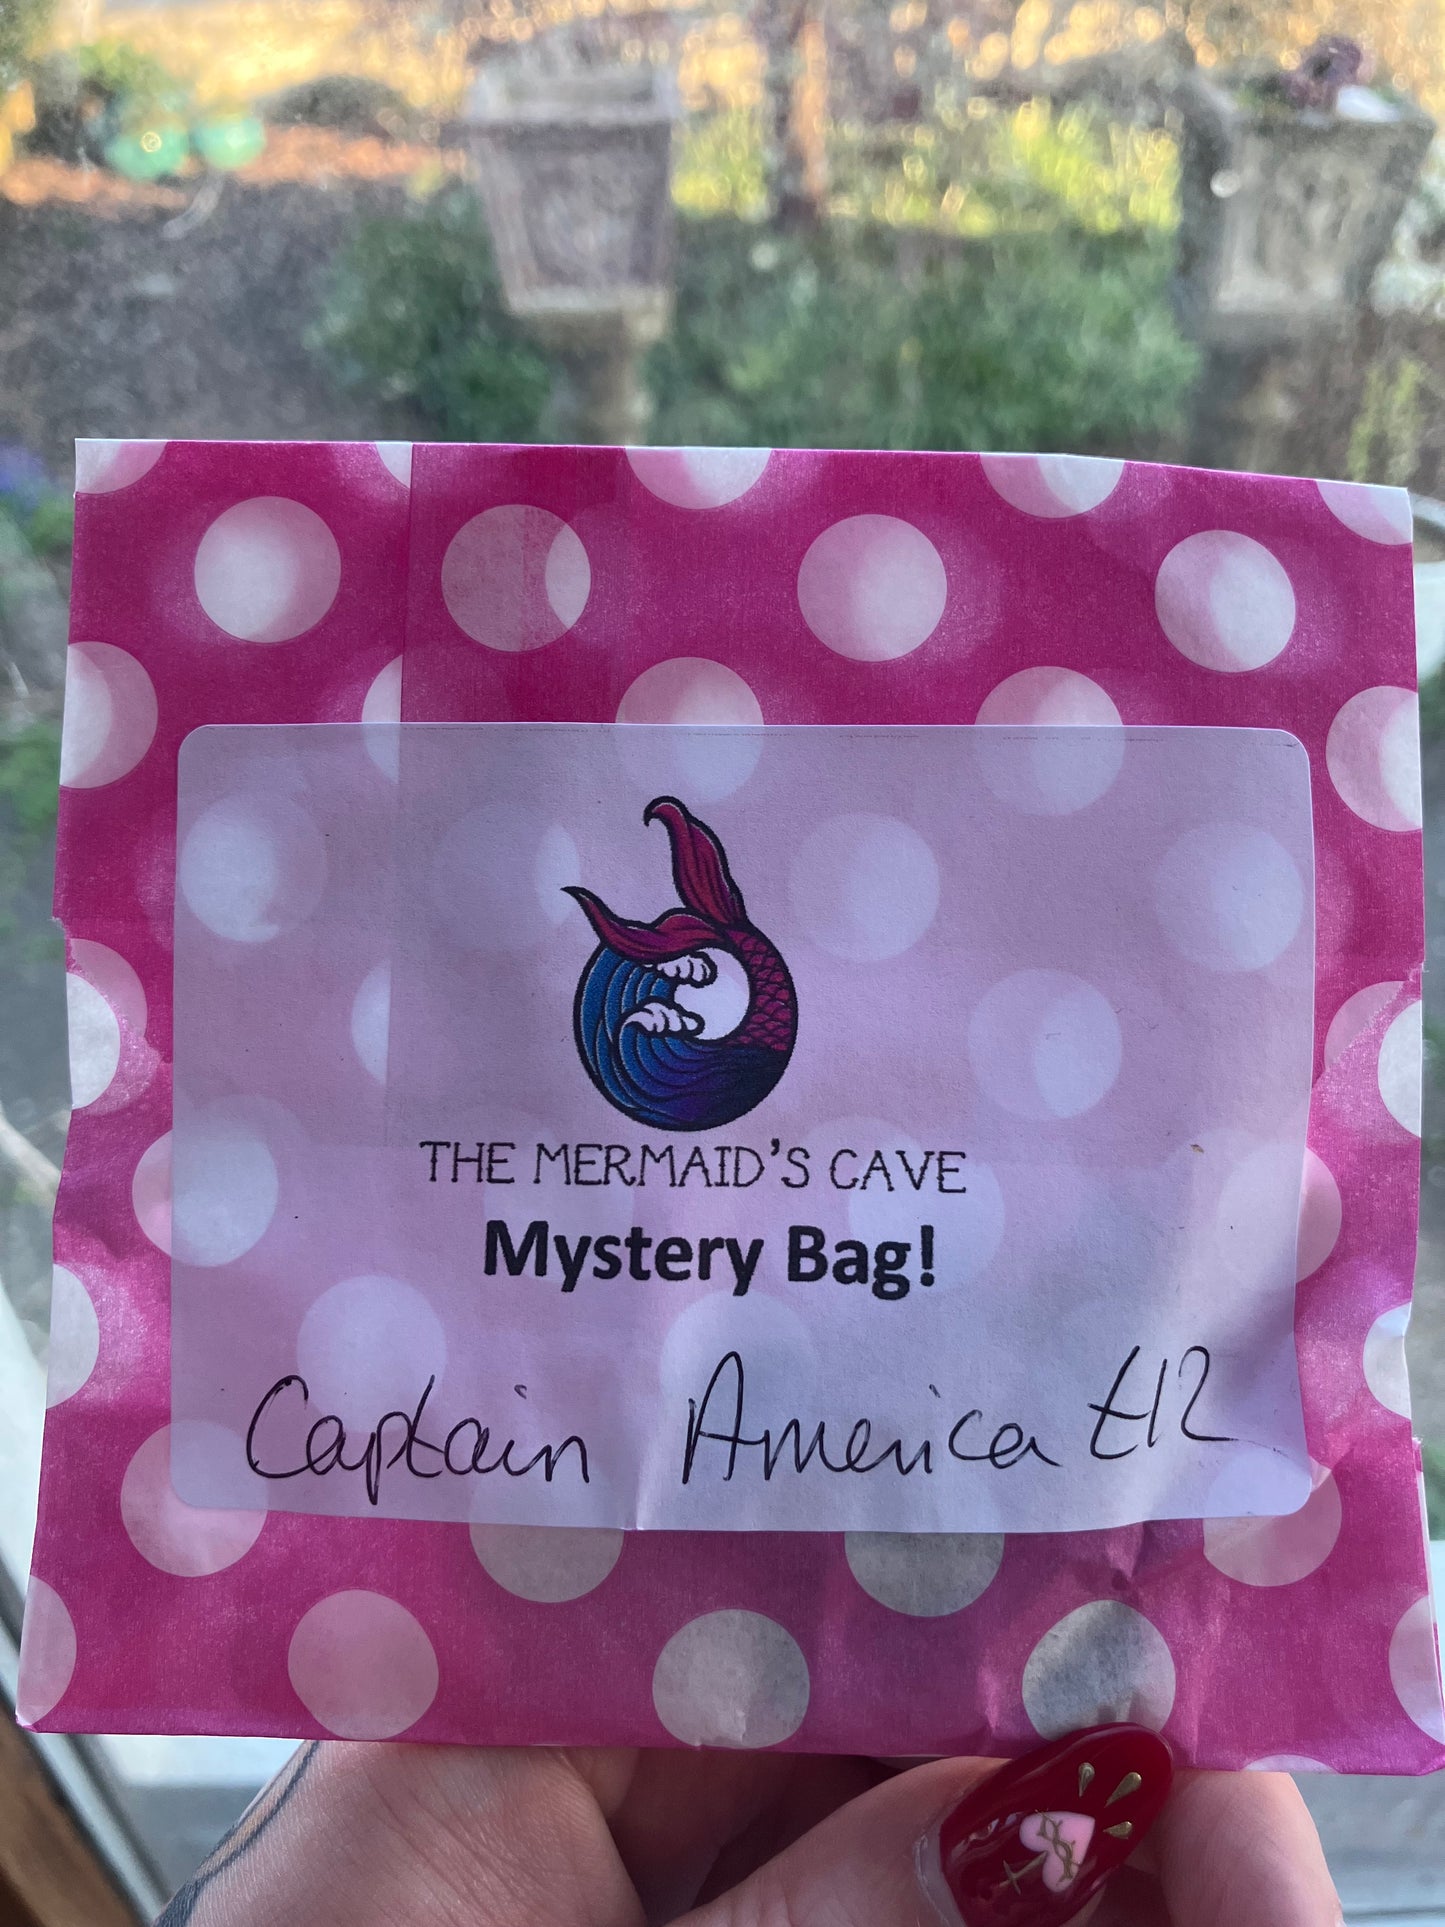 THE MERMAID'S CAVE
Mystery Bag!
Captain America £12